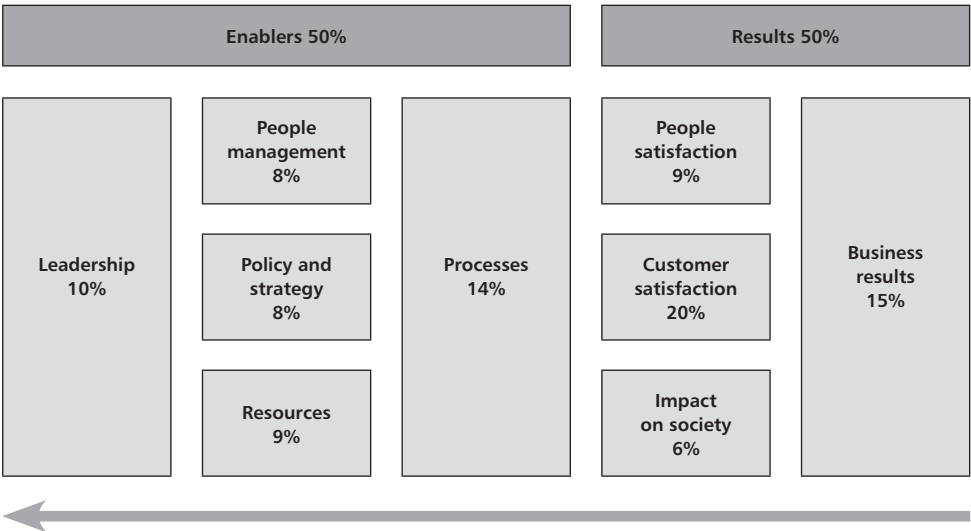 Enablers 50%
Results 50%
Leadership
10%
People
management
8%
Policy and
strategy
8%
Resources
9%
Processes
14%
People
satisfaction
9%
Customer
satisfaction
20%
Impact
on society
6%
Business
results
15%